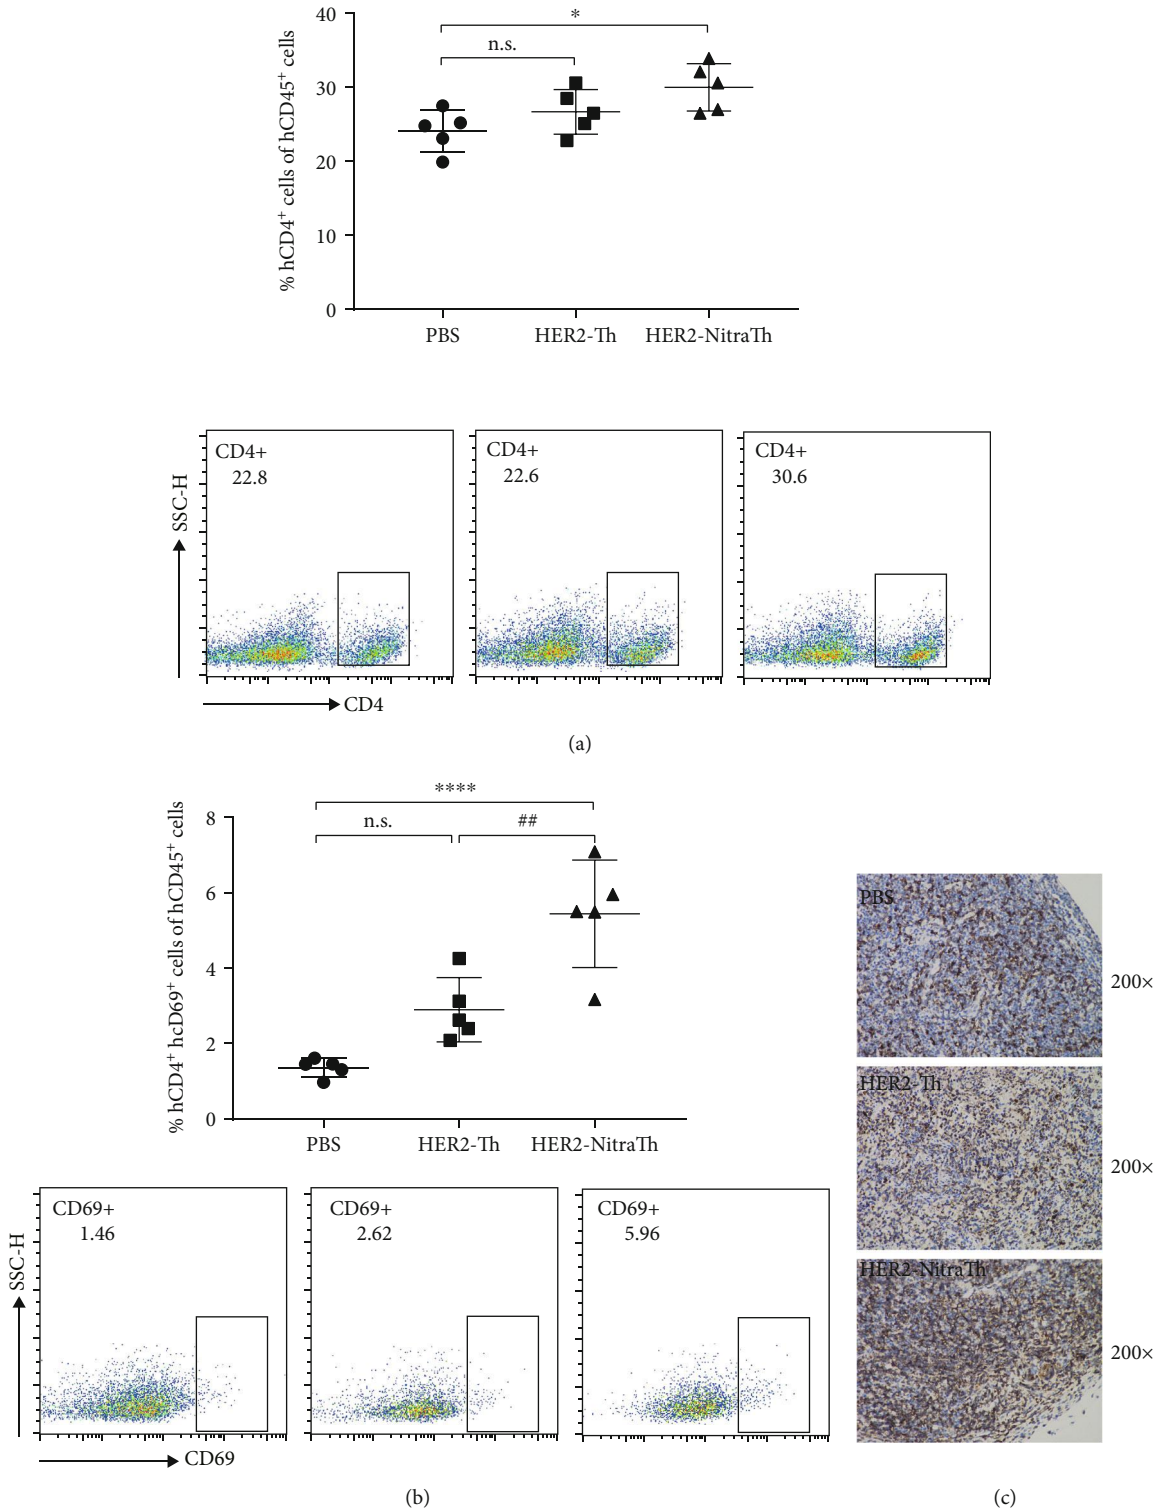 40
30
20
10
0
% hCD4⁺ cells of hCD45⁺ cells
*
n.s.
PBS
HER2-Th
HER2-NitraTh
CD4+
22.8
CD4+
22.6
CD4+
30.6
SSC-H
CD4
(a)
8
6
4
2
0
% hCD4⁺ hcD69⁺ cells of hCD45⁺ cells
****
n.s.
##
PBS
HER2-Th
HER2-NitraTh
CD69+
1.46
CD69+
2.62
CD69+
5.96
SSC-H
CD69
(b)
PBS
200×
HER2-Th
200×
HER2-NitraTh
200×
(c)